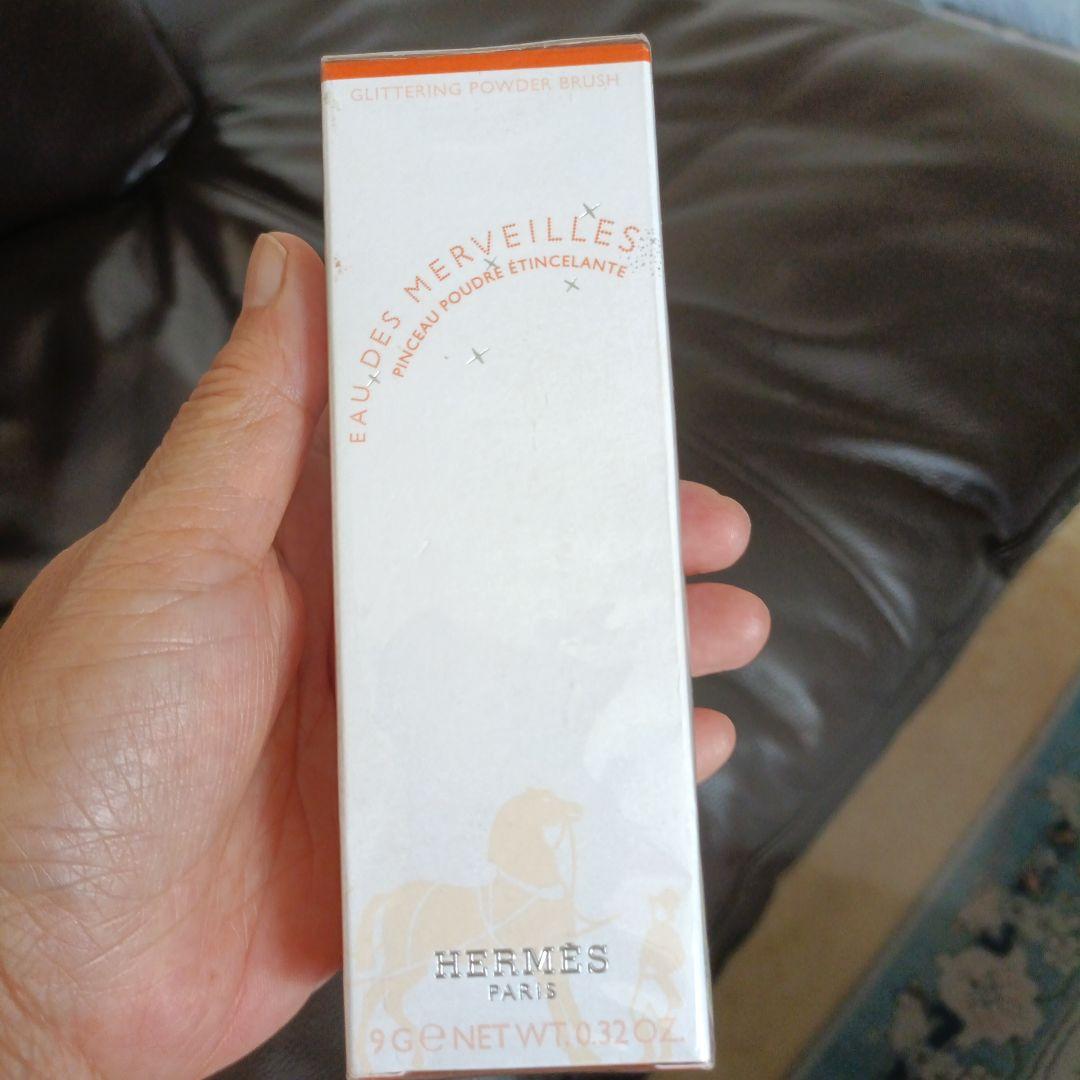 GLITTERING POWDER BRUSH
EAU DES MERVEILLES
PINCEAU POUDRE ÉTINCELANTE
HERMÈS
PARIS
9 G e NET WT. 0.32 OZ.